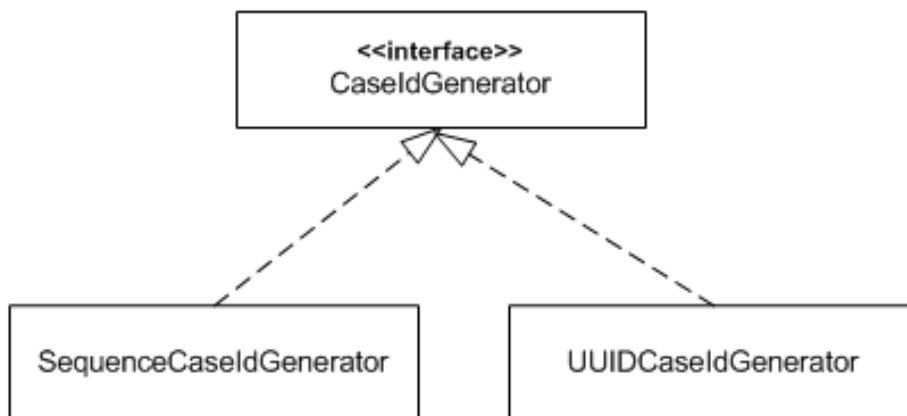 <<interface>>
CaseIdGenerator
SequenceCaseIdGenerator
UUIDCaseIdGenerator